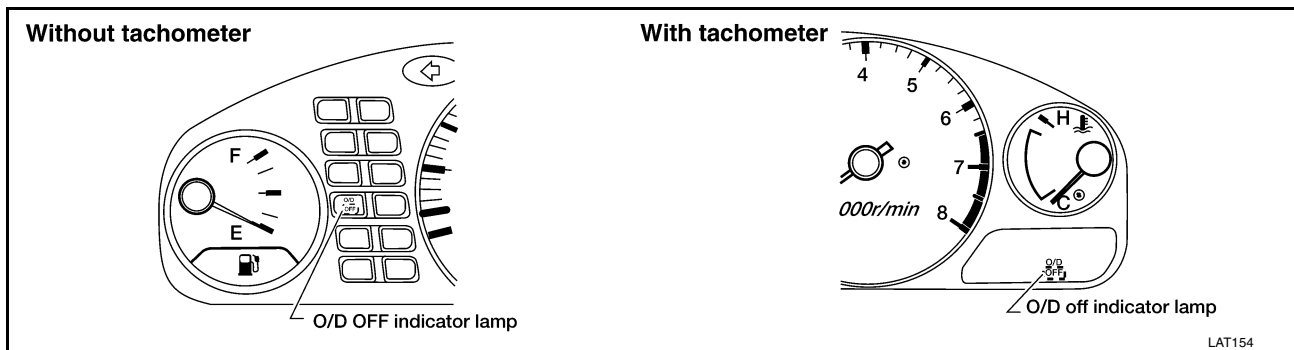 Without tachometer
With tachometer
F
E
O/D
OFF
O/D OFF indicator lamp
4
5
6
7
8
000r/min
H
C
O/D
OFF
O/D off indicator lamp
LAT154